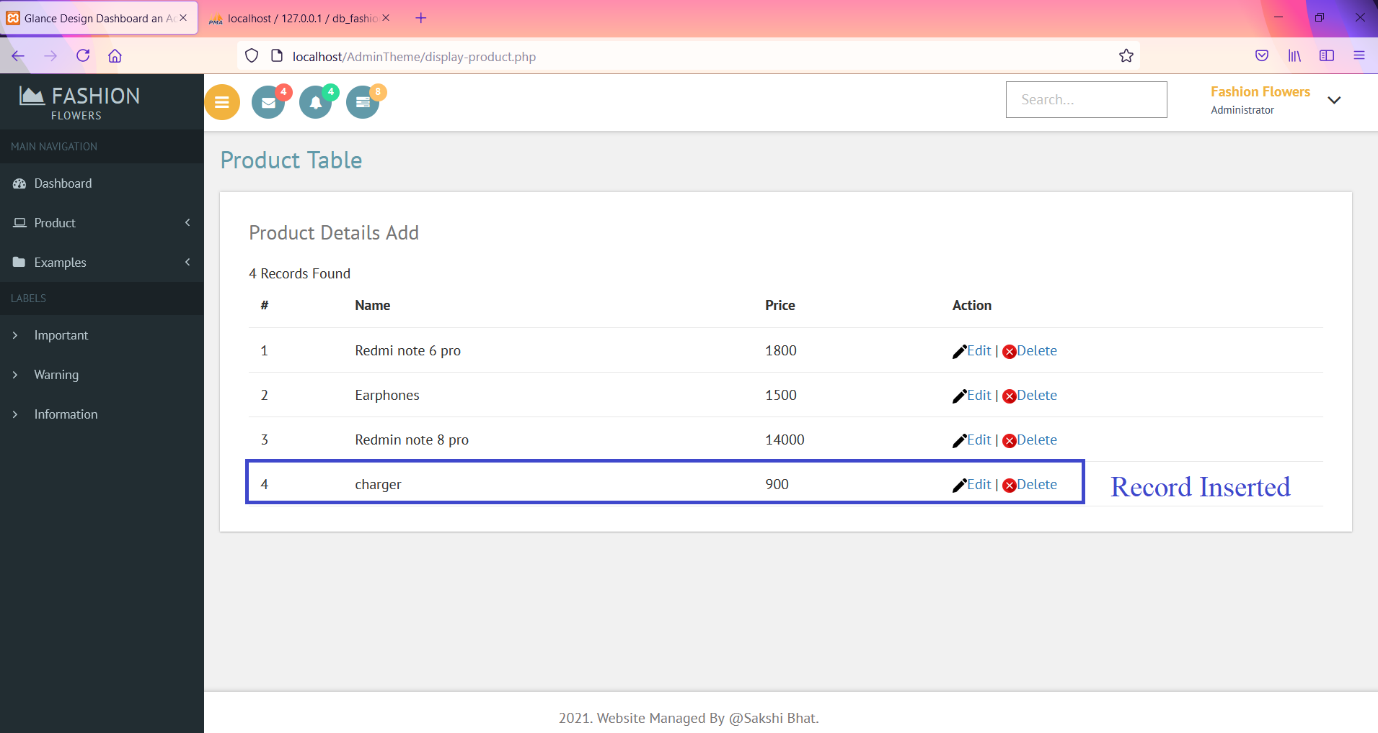 Glance Design Dashboard an Ad
localhost / 127.0.0.1 / db_fashio
localhost/AdminTheme/display-product.php
FASHION
FLOWERS
4
4
8
Search...
Fashion Flowers
Administrator
MAIN NAVIGATION
Dashboard
Product
Examples
LABELS
Important
Warning
Information
Product Table
Product Details Add
4 Records Found
# Name Price Action
1 Redmi note 6 pro 1800 Edit | Delete
2 Earphones 1500 Edit | Delete
3 Redmin note 8 pro 14000 Edit | Delete
4 charger 900 Edit | Delete
Record Inserted
2021. Website Managed By @Sakshi Bhat.